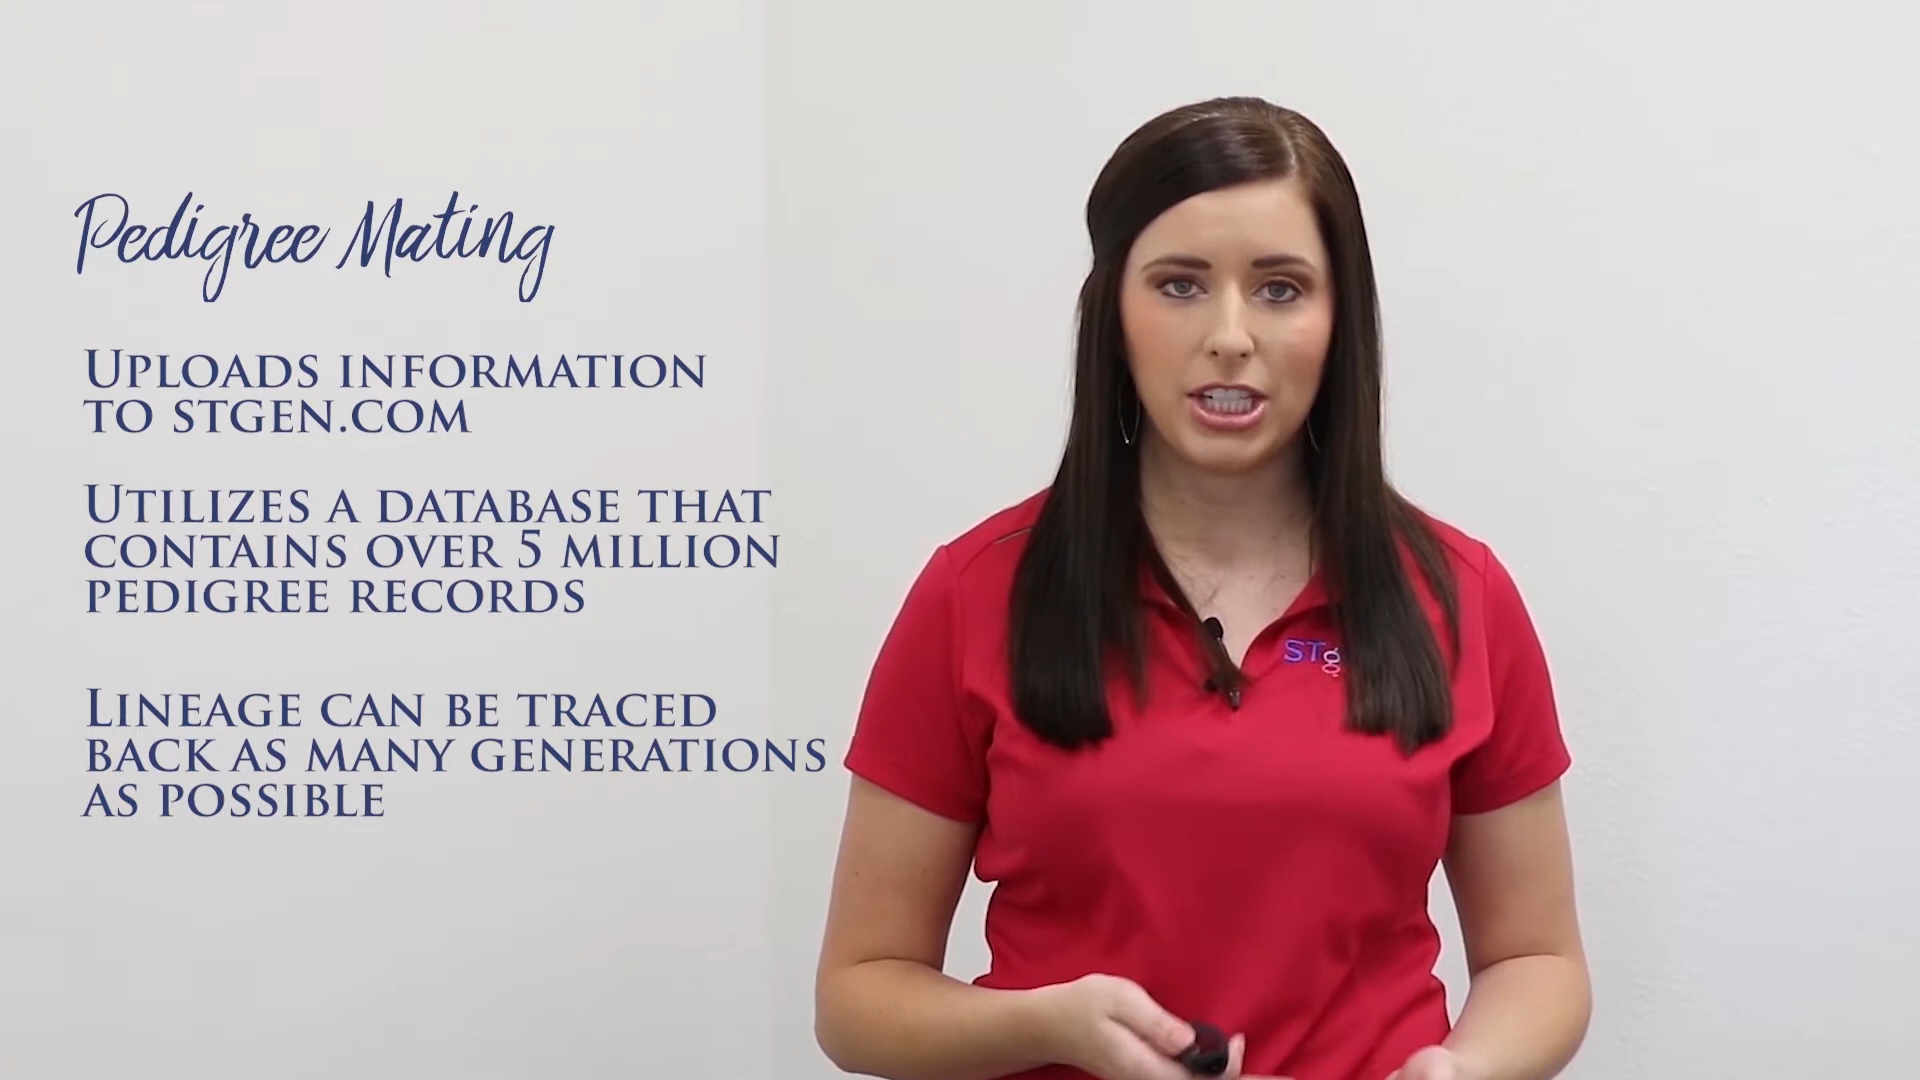 Pedigree Mating
Uploads information
to stgen.com
Utilizes a database that
contains over 5 million
pedigree records
Lineage can be traced
back as many generations
as possible
STg